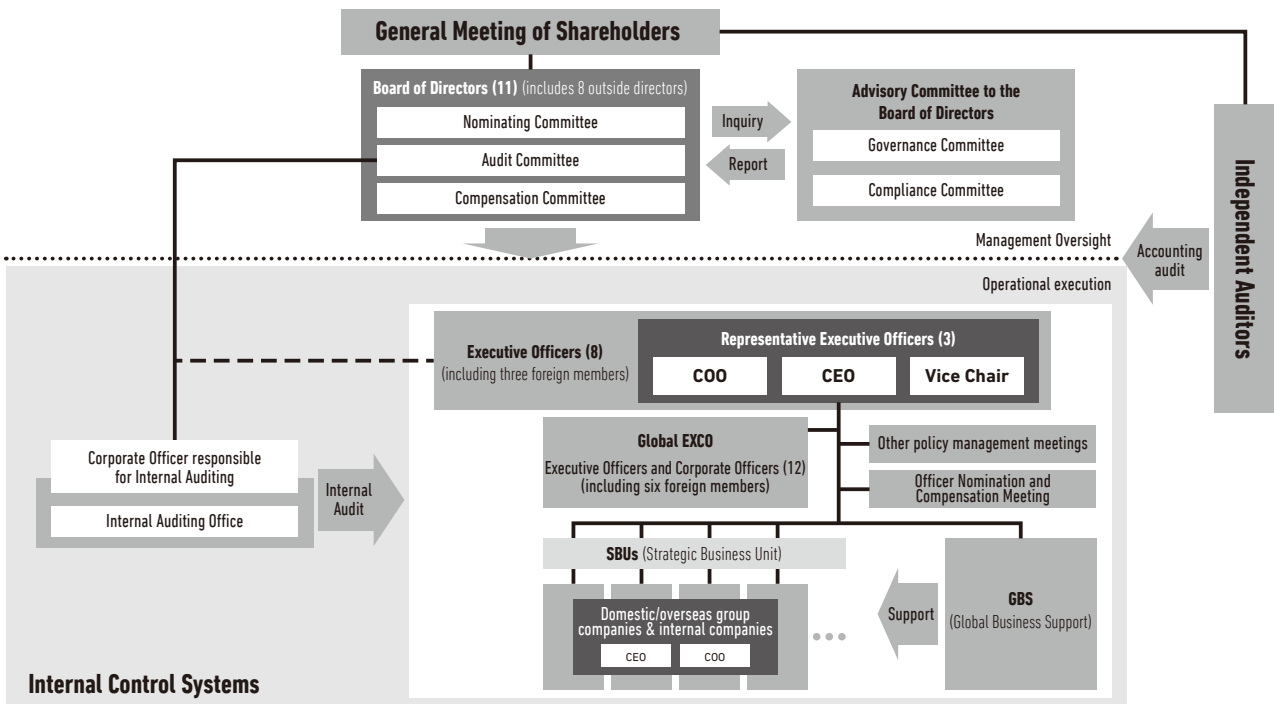 General Meeting of Shareholders
Board of Directors (11) (includes 8 outside directors)
Nominating Committee
Audit Committee
Compensation Committee
Inquiry
Report
Advisory Committee to the
Board of Directors
Governance Committee
Compliance Committee
Independent Auditors
Accounting
audit
Management Oversight
Operational execution
Executive Officers (8)
(including three foreign members)
Representative Executive Officers (3)
COO
CEO
Vice Chair
Global EXCO
Executive Officers and Corporate Officers (12)
(including six foreign members)
Other policy management meetings
Officer Nomination and
Compensation Meeting
Corporate Officer responsible
for Internal Auditing
Internal Auditing Office
Internal
Audit
SBUs (Strategic Business Unit)
Domestic/overseas group
companies & internal companies
CEO
COO
Support
GBS
(Global Business Support)
Internal Control Systems